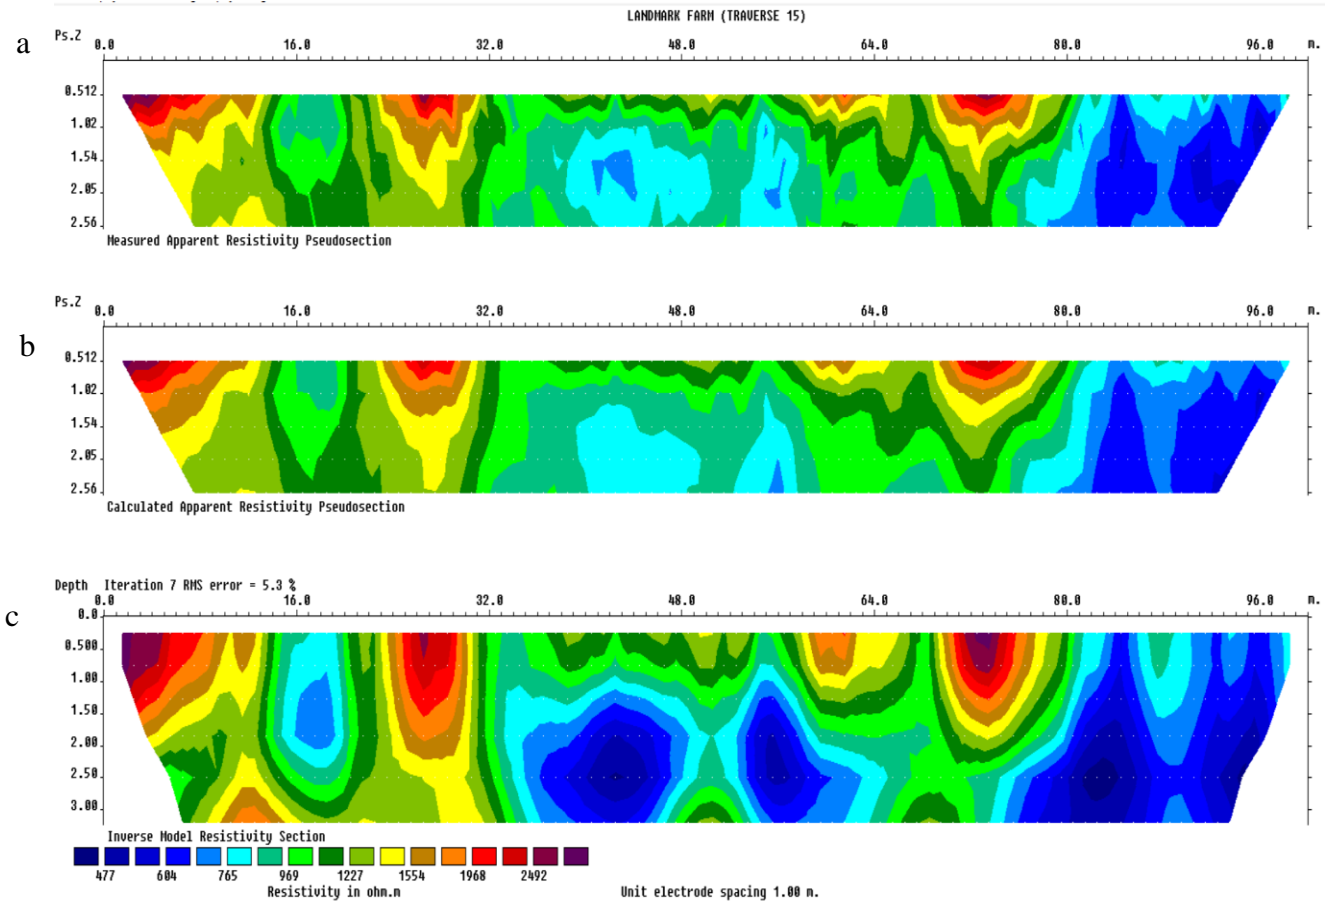 LANDMARK FARM (TRAVERSE 15)
a
Ps.Z
0.0 16.0 32.0 48.0 64.0 80.0 96.0 m.
0.512
1.02
1.54
2.05
2.56
Measured Apparent Resistivity Pseudosection
b
Ps.Z
0.0 16.0 32.0 48.0 64.0 80.0 96.0 m.
0.512
1.02
1.54
2.05
2.56
Calculated Apparent Resistivity Pseudosection
c
Depth Iteration 7 RMS error = 5.3 %
0.0 16.0 32.0 48.0 64.0 80.0 96.0 m.
0.0
0.500
1.00
1.50
2.00
2.50
3.00
Inverse Model Resistivity Section
477 604 765 969 1227 1554 1968 2492
Resistivity in ohm.m Unit electrode spacing 1.00 m.